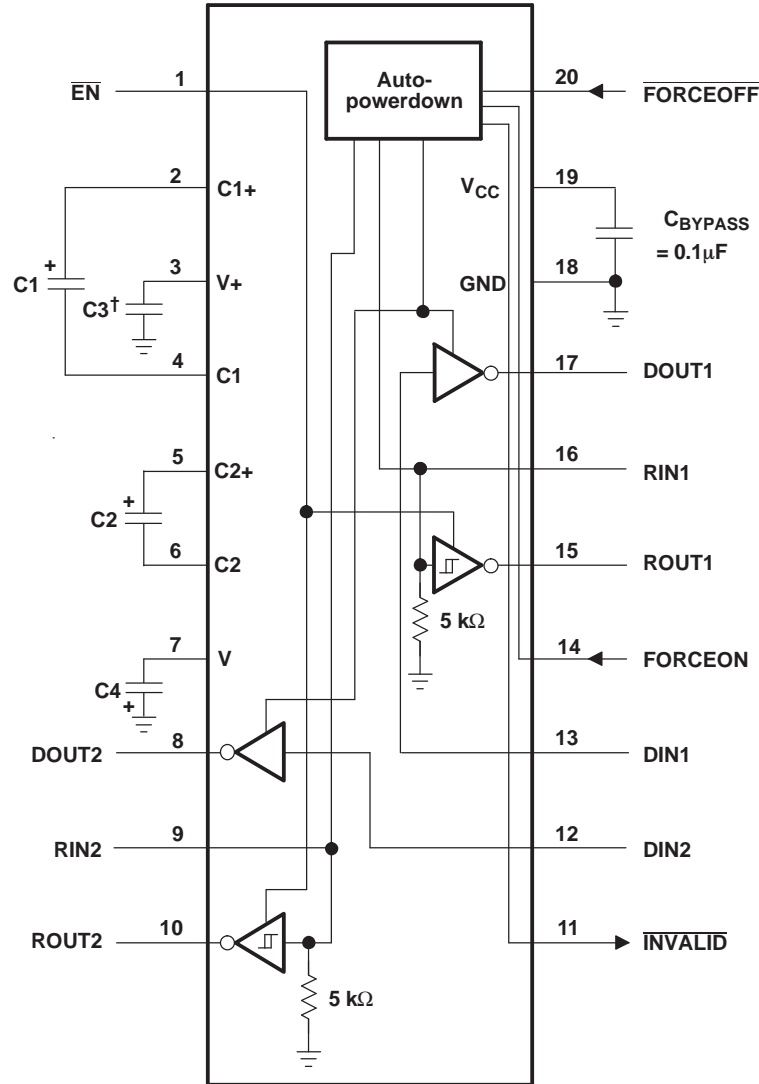 Auto-
powerdown
EN 1
20 FORCEOFF
2 C1+
VCC 19
CBYPASS
= 0.1µF
C1 +
3 V+
C3†
GND 18
4 C1
17 DOUT1
5 C2+
16 RIN1
C2 +
6 C2
15 ROUT1
5 kΩ
14 FORCEON
7 V
C4 +
DOUT2 8
13 DIN1
RIN2 9
12 DIN2
ROUT2 10
11 INVALID
5 kΩ